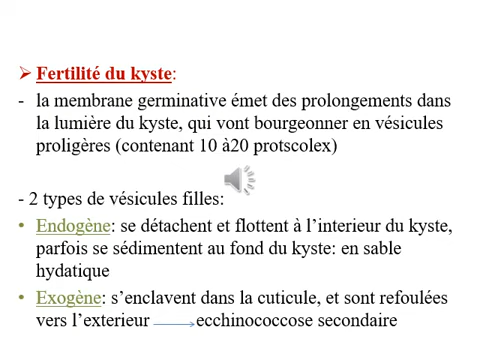 ➢ Fertilité du kyste:
- la membrane germinative émet des prolongements dans
la lumière du kyste, qui vont bourgeonner en vésicules
proligères (contenant 10 à20 protscolex)
- 2 types de vésicules filles:
• Endogène: se détachent et flottent à l’interieur du kyste,
parfois se sédimentent au fond du kyste: en sable
hydatique
• Exogène: s’enclavent dans la cuticule, et sont refoulées
vers l’exterieur → ecchinococcose secondaire